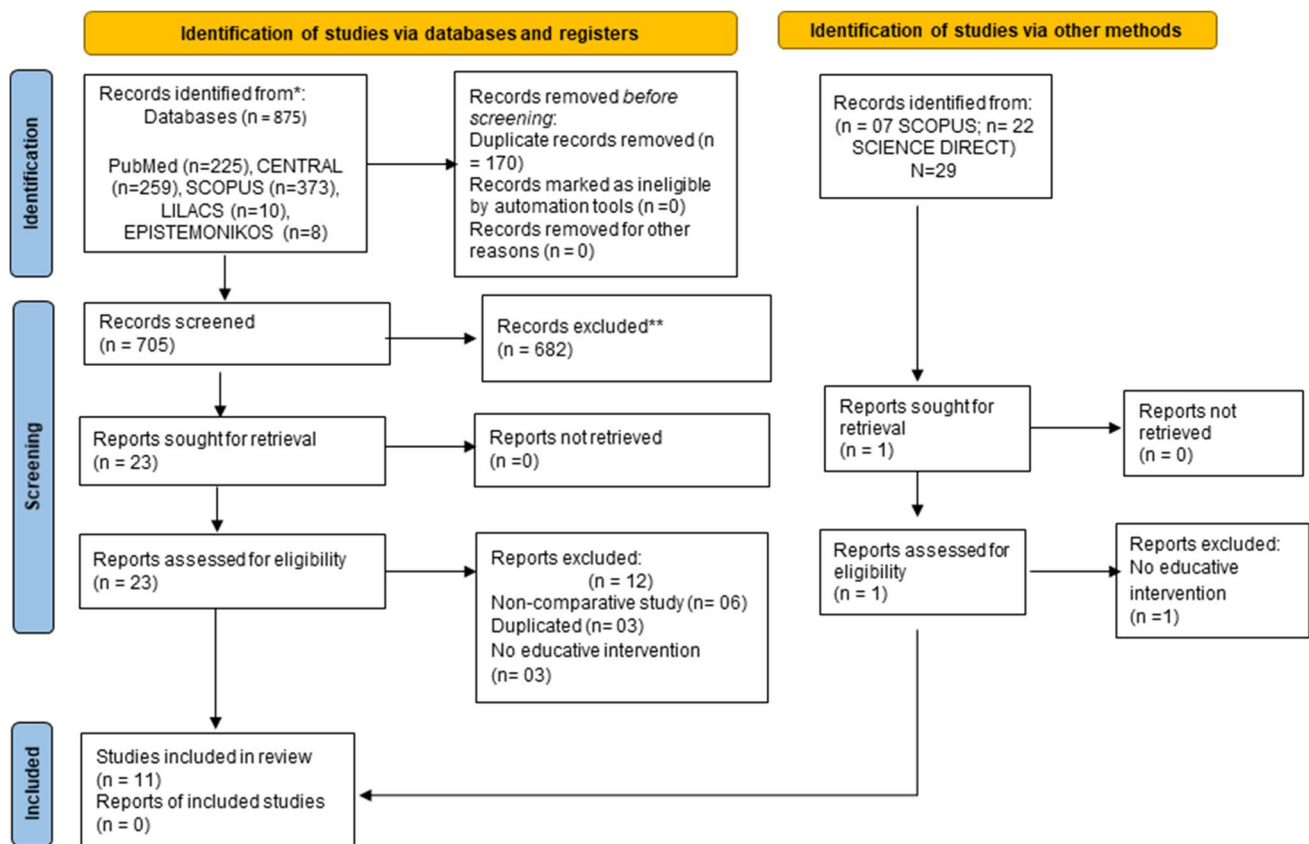 Identification of studies via databases and registers
Identification of studies via other methods
Identification
Records identified from*:
Databases (n = 875)
PubMed (n=225), CENTRAL
(n=259), SCOPUS (n=373),
LILACS (n=10),
EPISTEMONIKOS (n=8)
Records removed before
screening:
Duplicate records removed (n
= 170)
Records marked as ineligible
by automation tools (n =0)
Records removed for other
reasons (n = 0)
Records identified from:
(n = 07 SCOPUS; n= 22
SCIENCE DIRECT)
N=29
Screening
Records screened
(n = 705)
Records excluded**
(n = 682)
Reports sought for retrieval
(n = 23)
Reports not retrieved
(n =0)
Reports sought for
retrieval
(n = 1)
Reports not
retrieved
(n = 0)
Reports assessed for eligibility
(n = 23)
Reports excluded:
(n = 12)
Non-comparative study (n= 06)
Duplicated (n= 03)
No educative intervention
(n= 03)
Reports assessed for
eligibility
(n = 1)
Reports excluded:
No educative
intervention
(n =1)
Included
Studies included in review
(n = 11)
Reports of included studies
(n = 0)